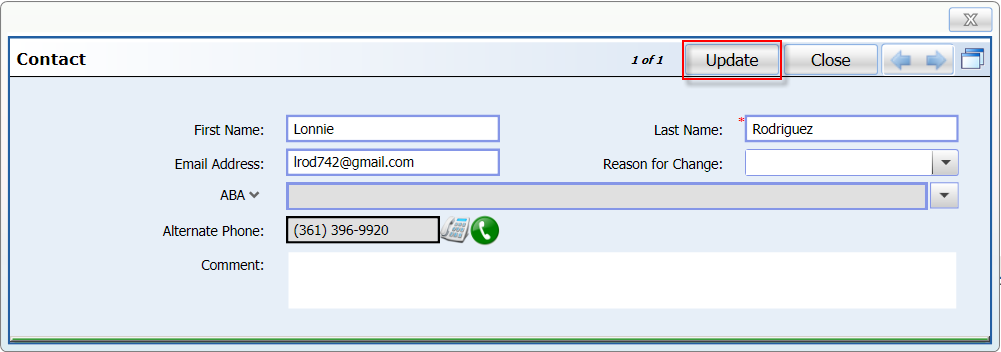 X
Contact 1 of 1 Update Close
First Name: Lonnie Last Name: * Rodriguez
Email Address: lrod742@gmail.com Reason for Change:
ABA
Alternate Phone: (361) 396-9920
Comment: